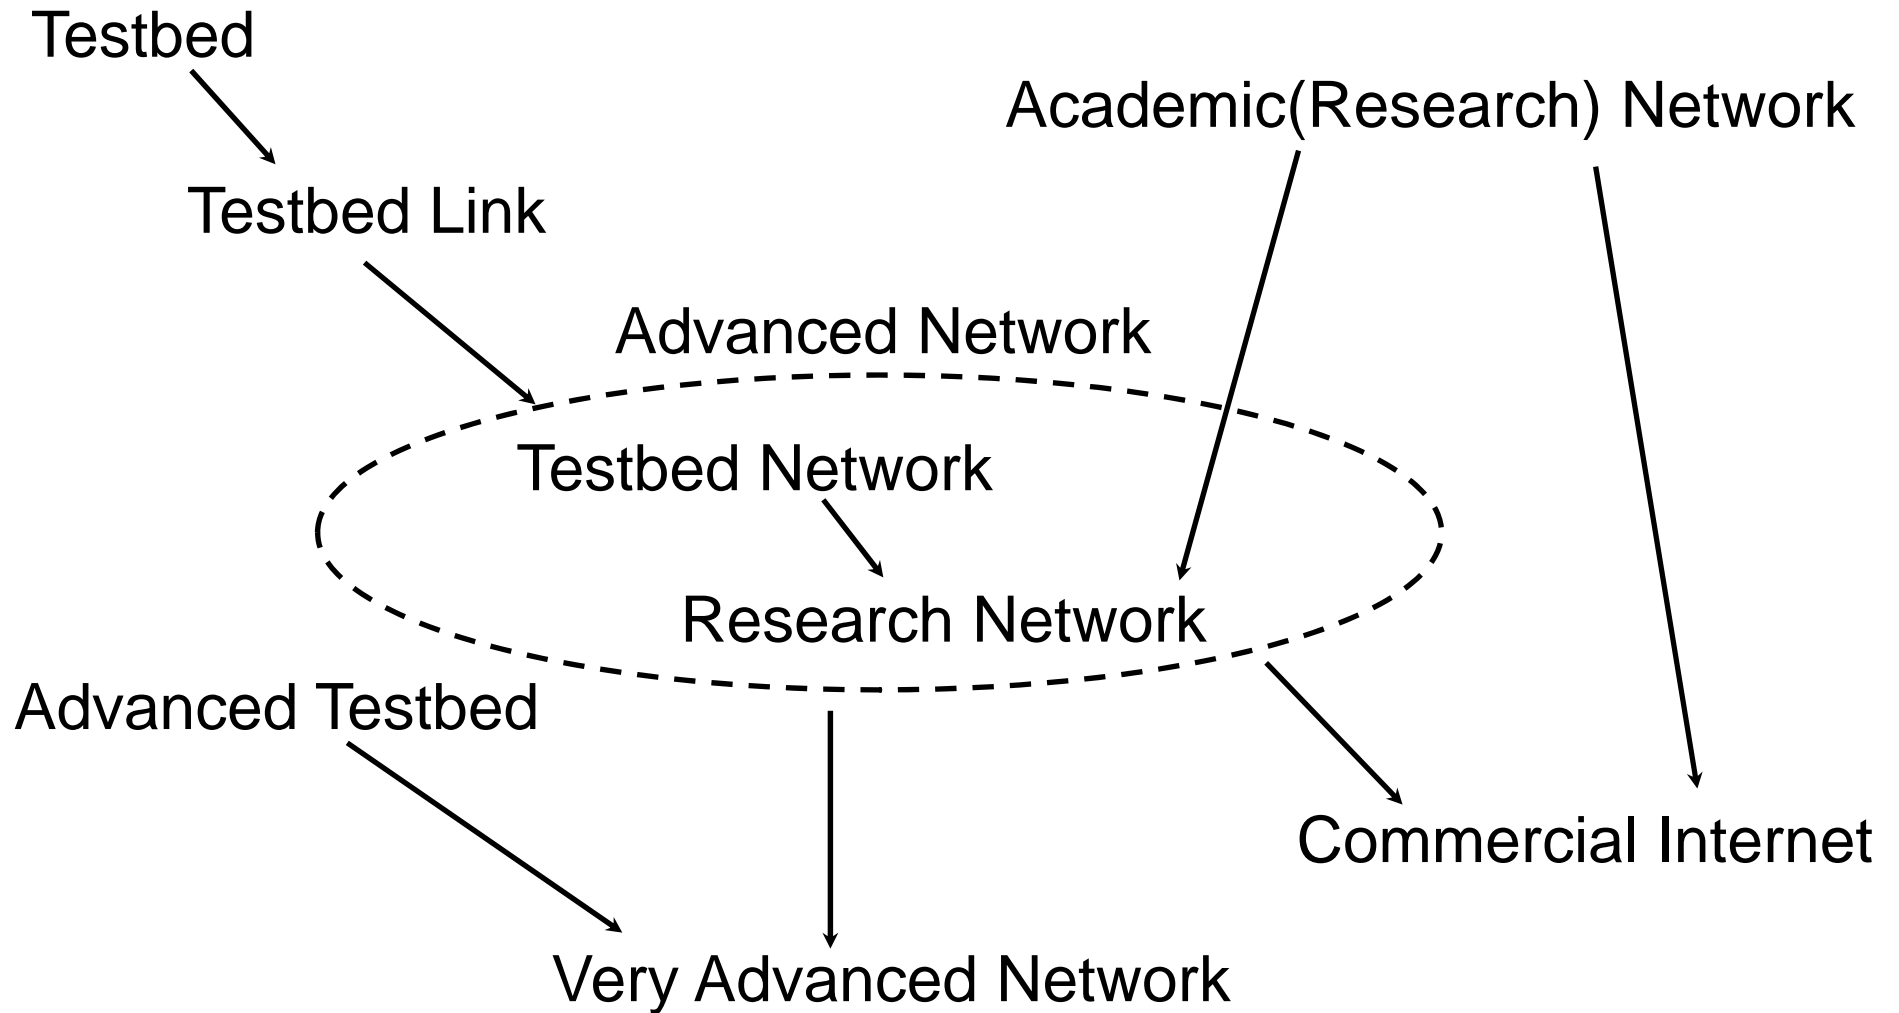 Testbed
Academic(Research) Network
Testbed Link
Advanced Network
Testbed Network
Research Network
Advanced Testbed
Commercial Internet
Very Advanced Network